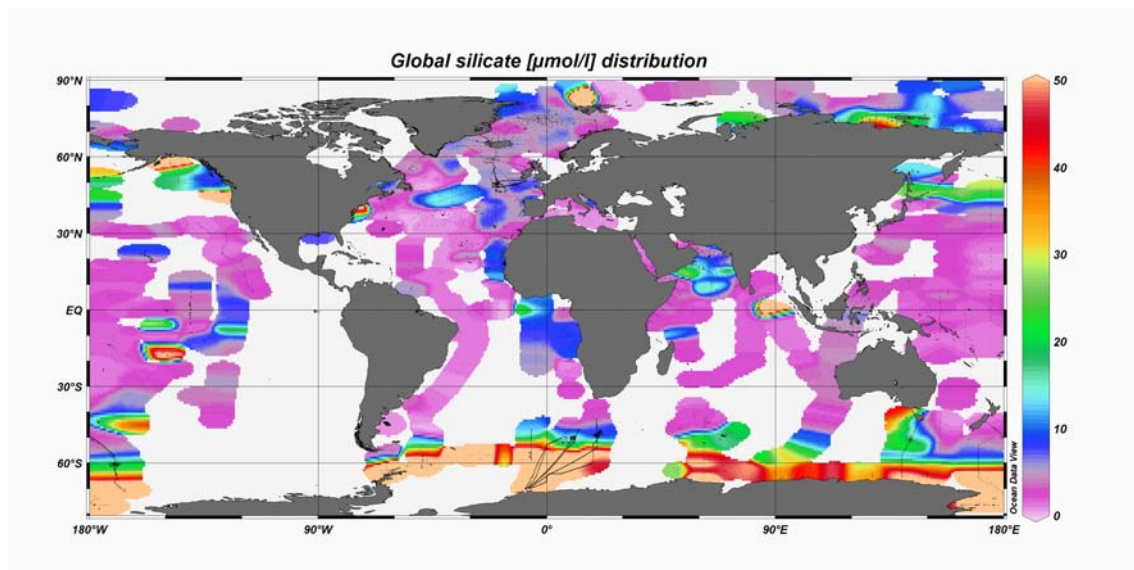 Global silicate [µmol/l] distribution
90°N
60°N
30°N
EQ
30°S
60°S
180°W
90°W
0°
90°E
180°E
50
40
30
20
10
0
Ocean Data View